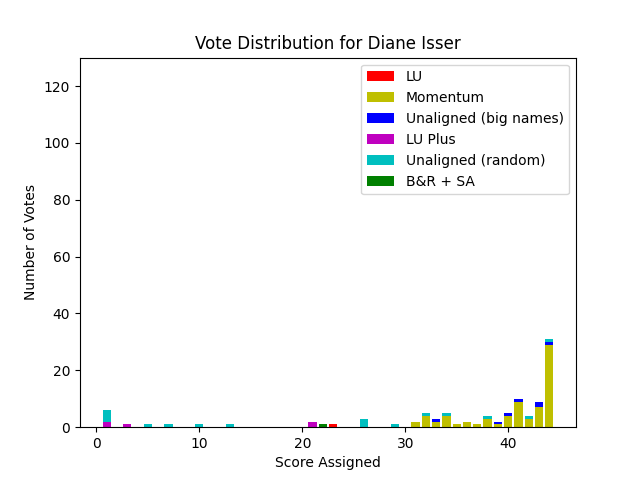 Vote Distribution for Diane Isser
LU
Momentum
Unaligned (big names)
LU Plus
Unaligned (random)
B&R + SA
Number of Votes
120
100
80
60
40
20
0
0 10 20 30 40
Score Assigned